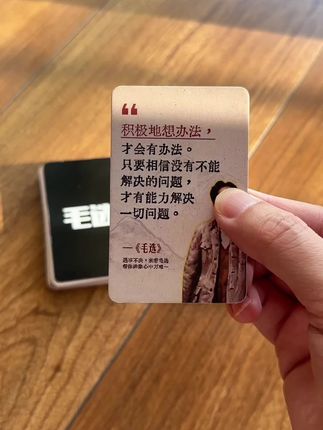 积极地想办法，
才会有办法。
只要相信没有不能
解决的问题，
才有能力解决
一切问题。
—《毛选》
毛选